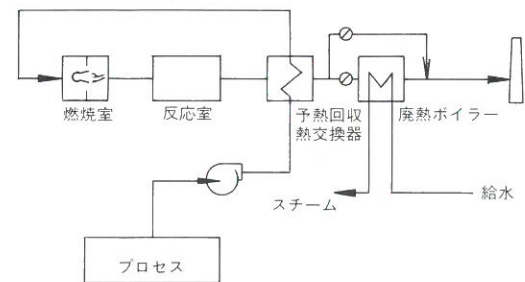 燃焼室
反応室
予熱回収
熱交換器
廃熱ボイラー
スチーム
給水
プロセス